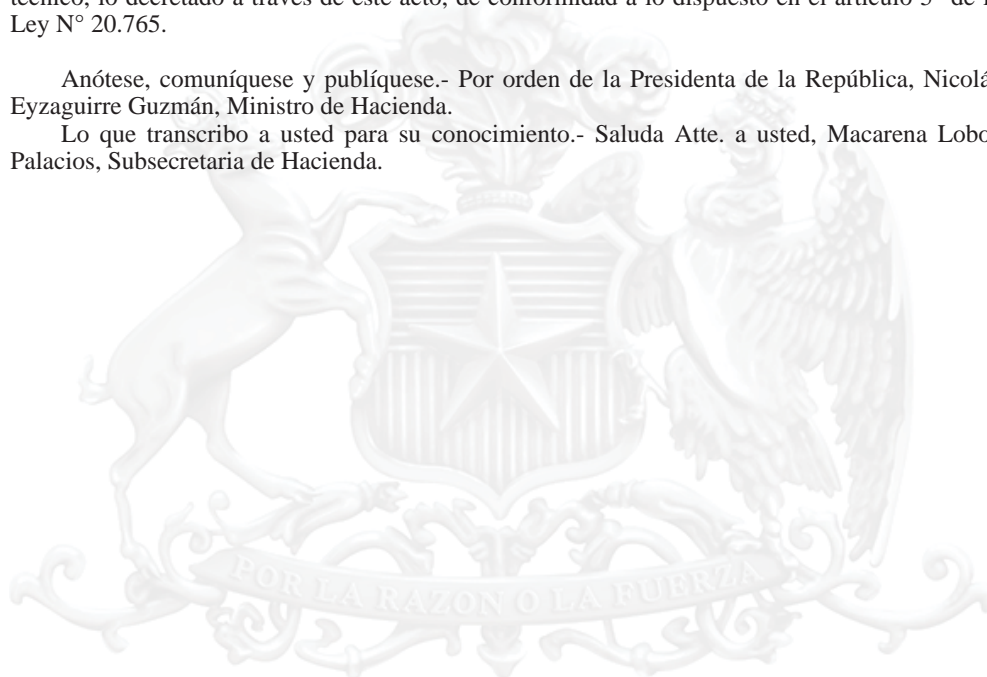 técnico, lo decretado a través de este acto, de conformidad a lo dispuesto en el artículo de
Ley N° 20.765.
Anótese, comuníquese y publíquese.- Por orden de la Presidenta de la República,
Eyzaguirre Guzmán, Ministro de Hacienda.
Lo que transcribo a usted para su conocimiento.- Saluda Atte. a usted, Macarena Lobo
Palacios, Subsecretaria de Hacienda.
POR LA RAZON O LA FUERZA